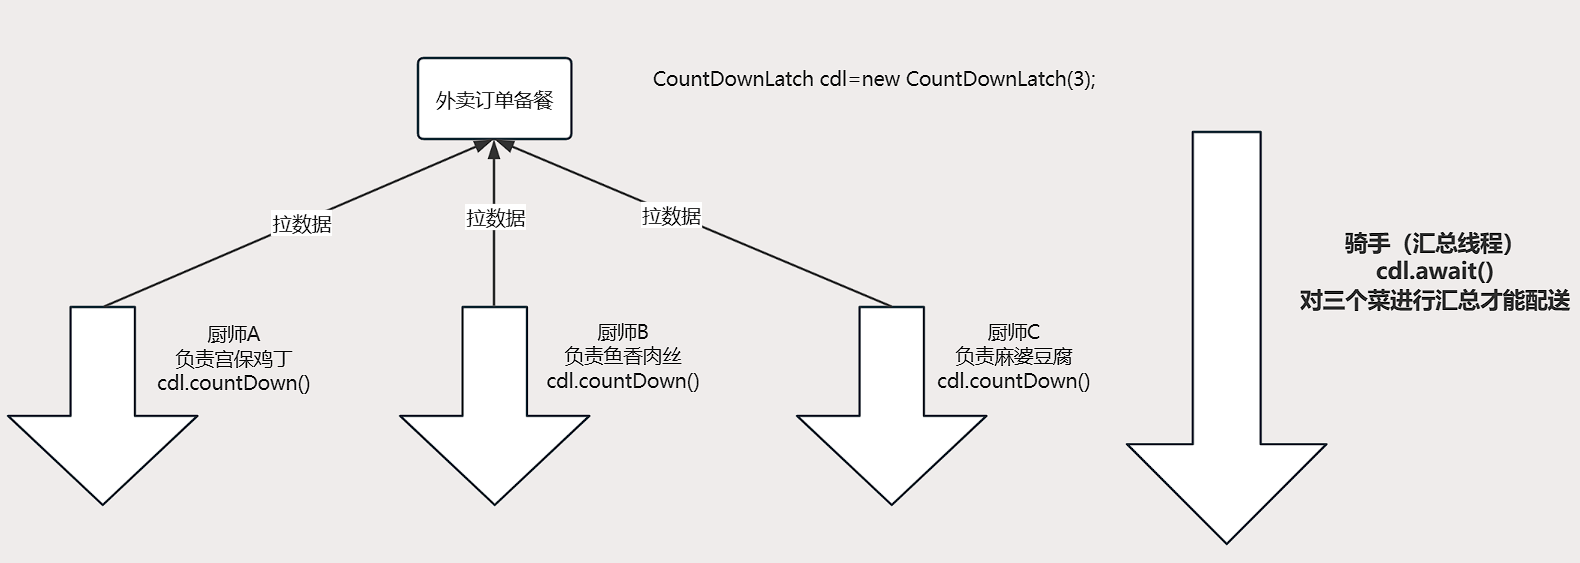 CountDownLatch cdl=new CountDownLatch(3);
外卖订单备餐
拉数据
拉数据
拉数据
厨师A
负责宫保鸡丁
cdl.countDown()
厨师B
负责鱼香肉丝
cdl.countDown()
厨师C
负责麻婆豆腐
cdl.countDown()
骑手（汇总线程）
cdl.await()
对三个菜进行汇总才能配送